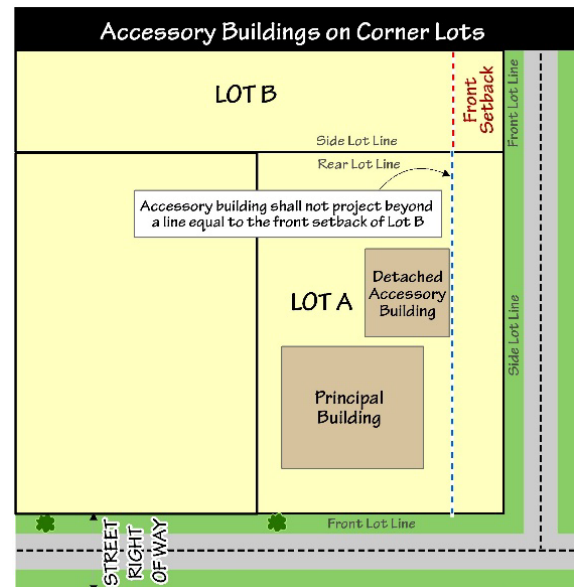 Accessory Buildings on Corner Lots
LOT B
Front
Setback
Front Lot Line
Side Lot Line
Rear Lot Line
Accessory building shall not project beyond
a line equal to the front setback of Lot B
Detached
Accessory
Building
LOT A
Side Lot Line
Principal
Building
Front Lot Line
STREET
RIGHT
OF WAY